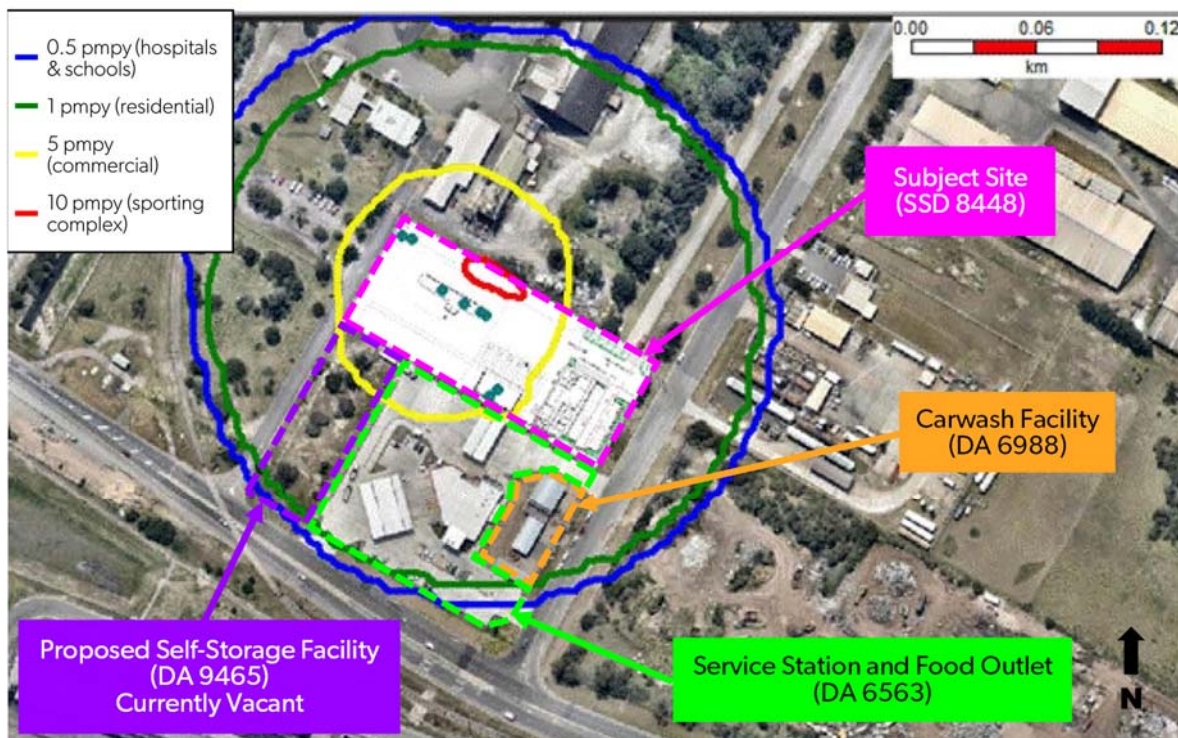 0.5 pmpy (hospitals
& schools)
1 pmpy (residential)
5 pmpy
(commercial)
10 pmpy (sporting
complex)
0.00 0.06 0.12
km
Subject Site
(SSD 8448)
Carwash Facility
(DA 6988)
Proposed Self-Storage Facility
(DA 9465)
Currently Vacant
Service Station and Food Outlet
(DA 6563)
N